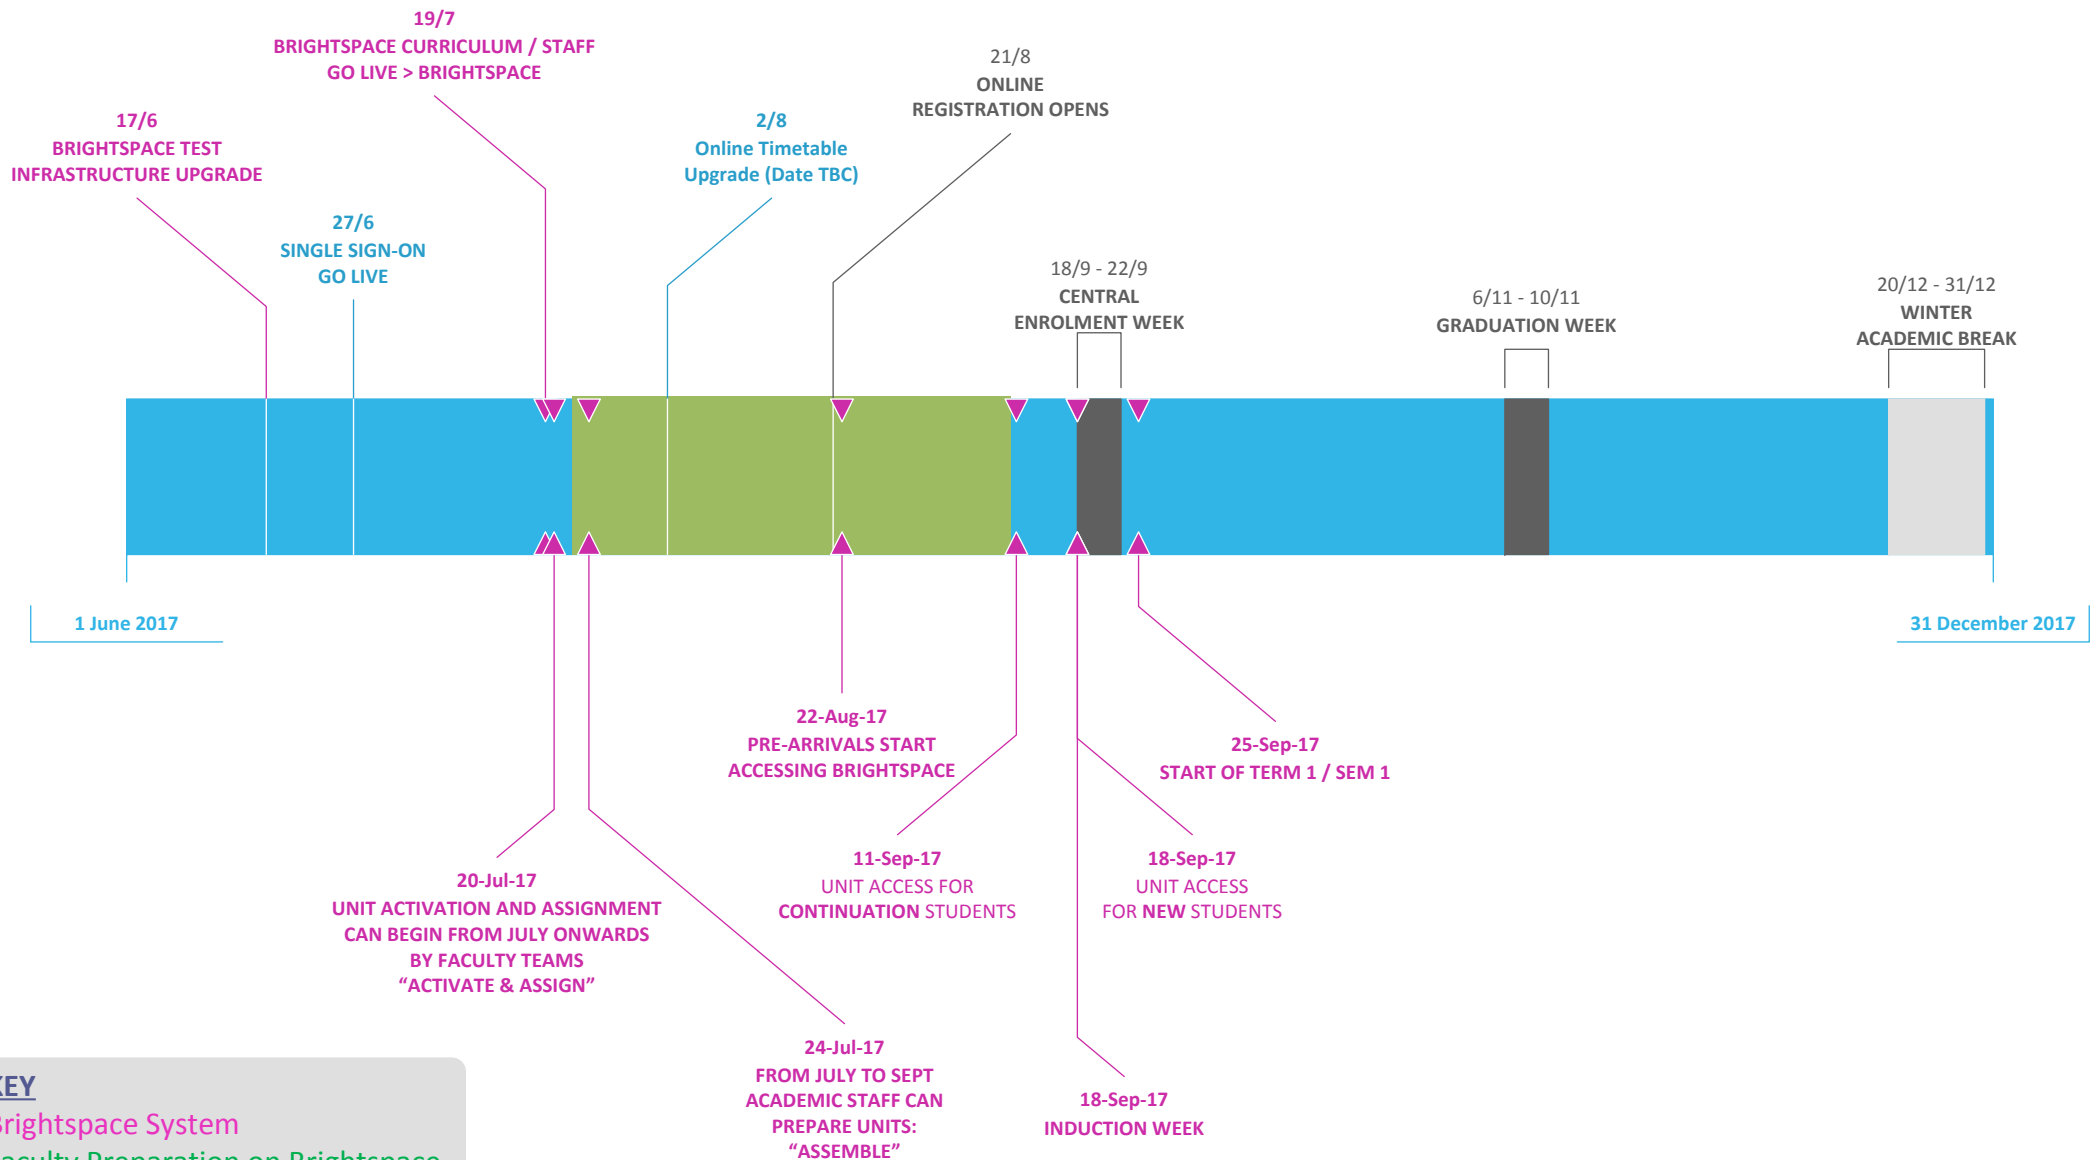 19/7
BRIGHTSPACE CURRICULUM / STAFF
GO LIVE > BRIGHTSPACE
21/8
ONLINE
REGISTRATION OPENS
17/6
BRIGHTSPACE TEST
INFRASTRUCTURE UPGRADE
2/8
Online Timetable
Upgrade (Date TBC)
27/6
SINGLE SIGN-ON
GO LIVE
18/9 - 22/9
CENTRAL
ENROLMENT WEEK
6/11 - 10/11
GRADUATION WEEK
20/12 - 31/12
WINTER
ACADEMIC BREAK
1 June 2017
31 December 2017
22-Aug-17
PRE-ARRIVALS START
ACCESSING BRIGHTSPACE
25-Sep-17
START OF TERM 1 / SEM 1
20-Jul-17
UNIT ACTIVATION AND ASSIGNMENT
CAN BEGIN FROM JULY ONWARDS
BY FACULTY TEAMS
“ACTIVATE & ASSIGN”
11-Sep-17
UNIT ACCESS FOR
CONTINUATION STUDENTS
18-Sep-17
UNIT ACCESS
FOR NEW STUDENTS
24-Jul-17
FROM JULY TO SEPT
ACADEMIC STAFF CAN
PREPARE UNITS:
“ASSEMBLE”
18-Sep-17
INDUCTION WEEK
KEY
Brightspace System
Faculty Preparation on Brightspace